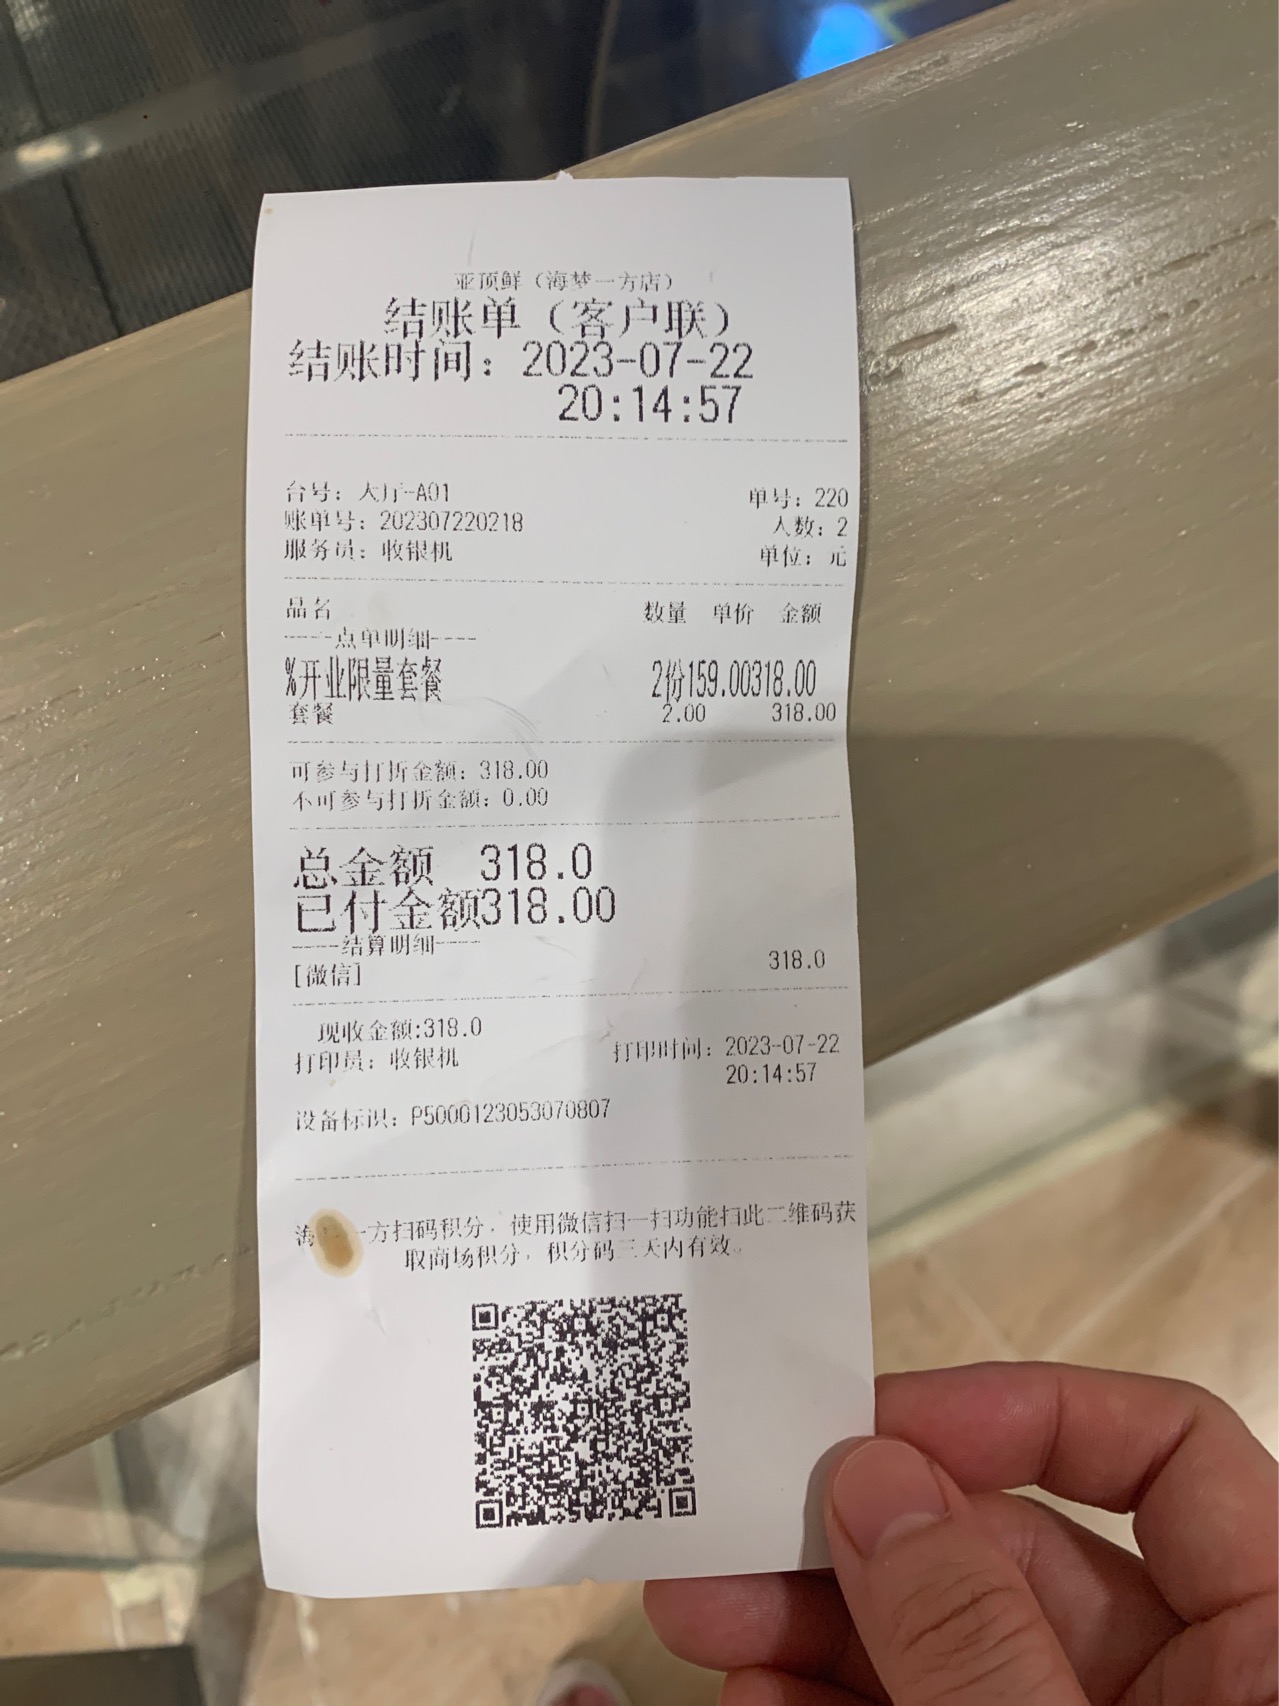 亚顶鲜（海梦一方店）
结账单（客户联）
结账时间：2023-07-22
20:14:57
台号：大厅-A01 单号：220
账单号：202307220218 人数：2
服务员：收银机 单位：元
品名 数量 单价 金额
----点单明细----
%开业限量套餐 2份159.00318.00
套餐 2.00 318.00
可参与打折金额：318.00
不可参与打折金额：0.00
总金额 318.0
已付金额318.00
----结算明细----
[微信] 318.0
现收金额:318.0
打印员：收银机 打印时间：2023-07-22
20:14:57
设备标识：P5000123053070807
海 一方扫码积分，使用微信扫一扫功能扫此二维码获
取商场积分，积分码三天内有效。